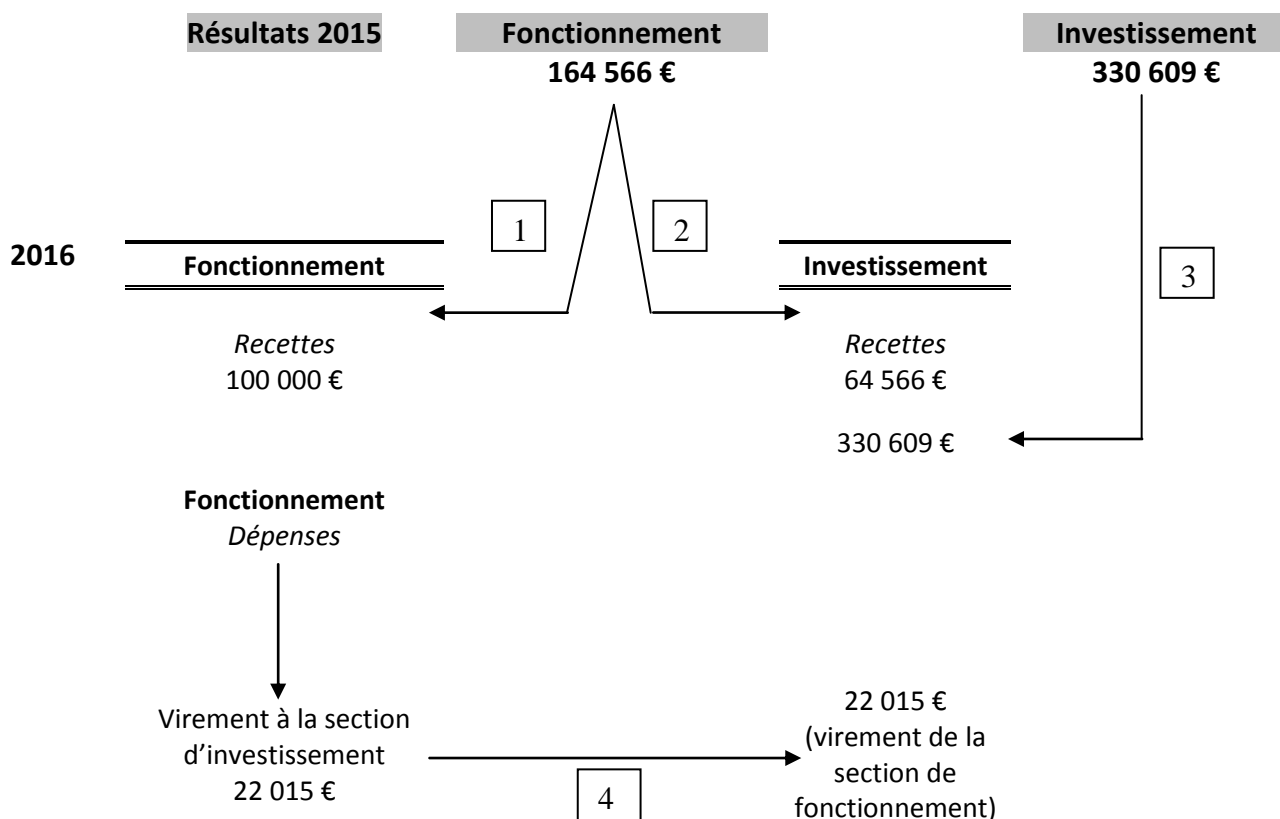 Résultats 2015 Fonctionnement Investissement
164 566 € 330 609 €
1 2
2016 Fonctionnement Investissement 3
Recettes Recettes
100 000 € 64 566 €
330 609 €
Fonctionnement
Dépenses
Virement à la section
d’investissement
22 015 €
4
22 015 €
(virement de la
section de
fonctionnement)